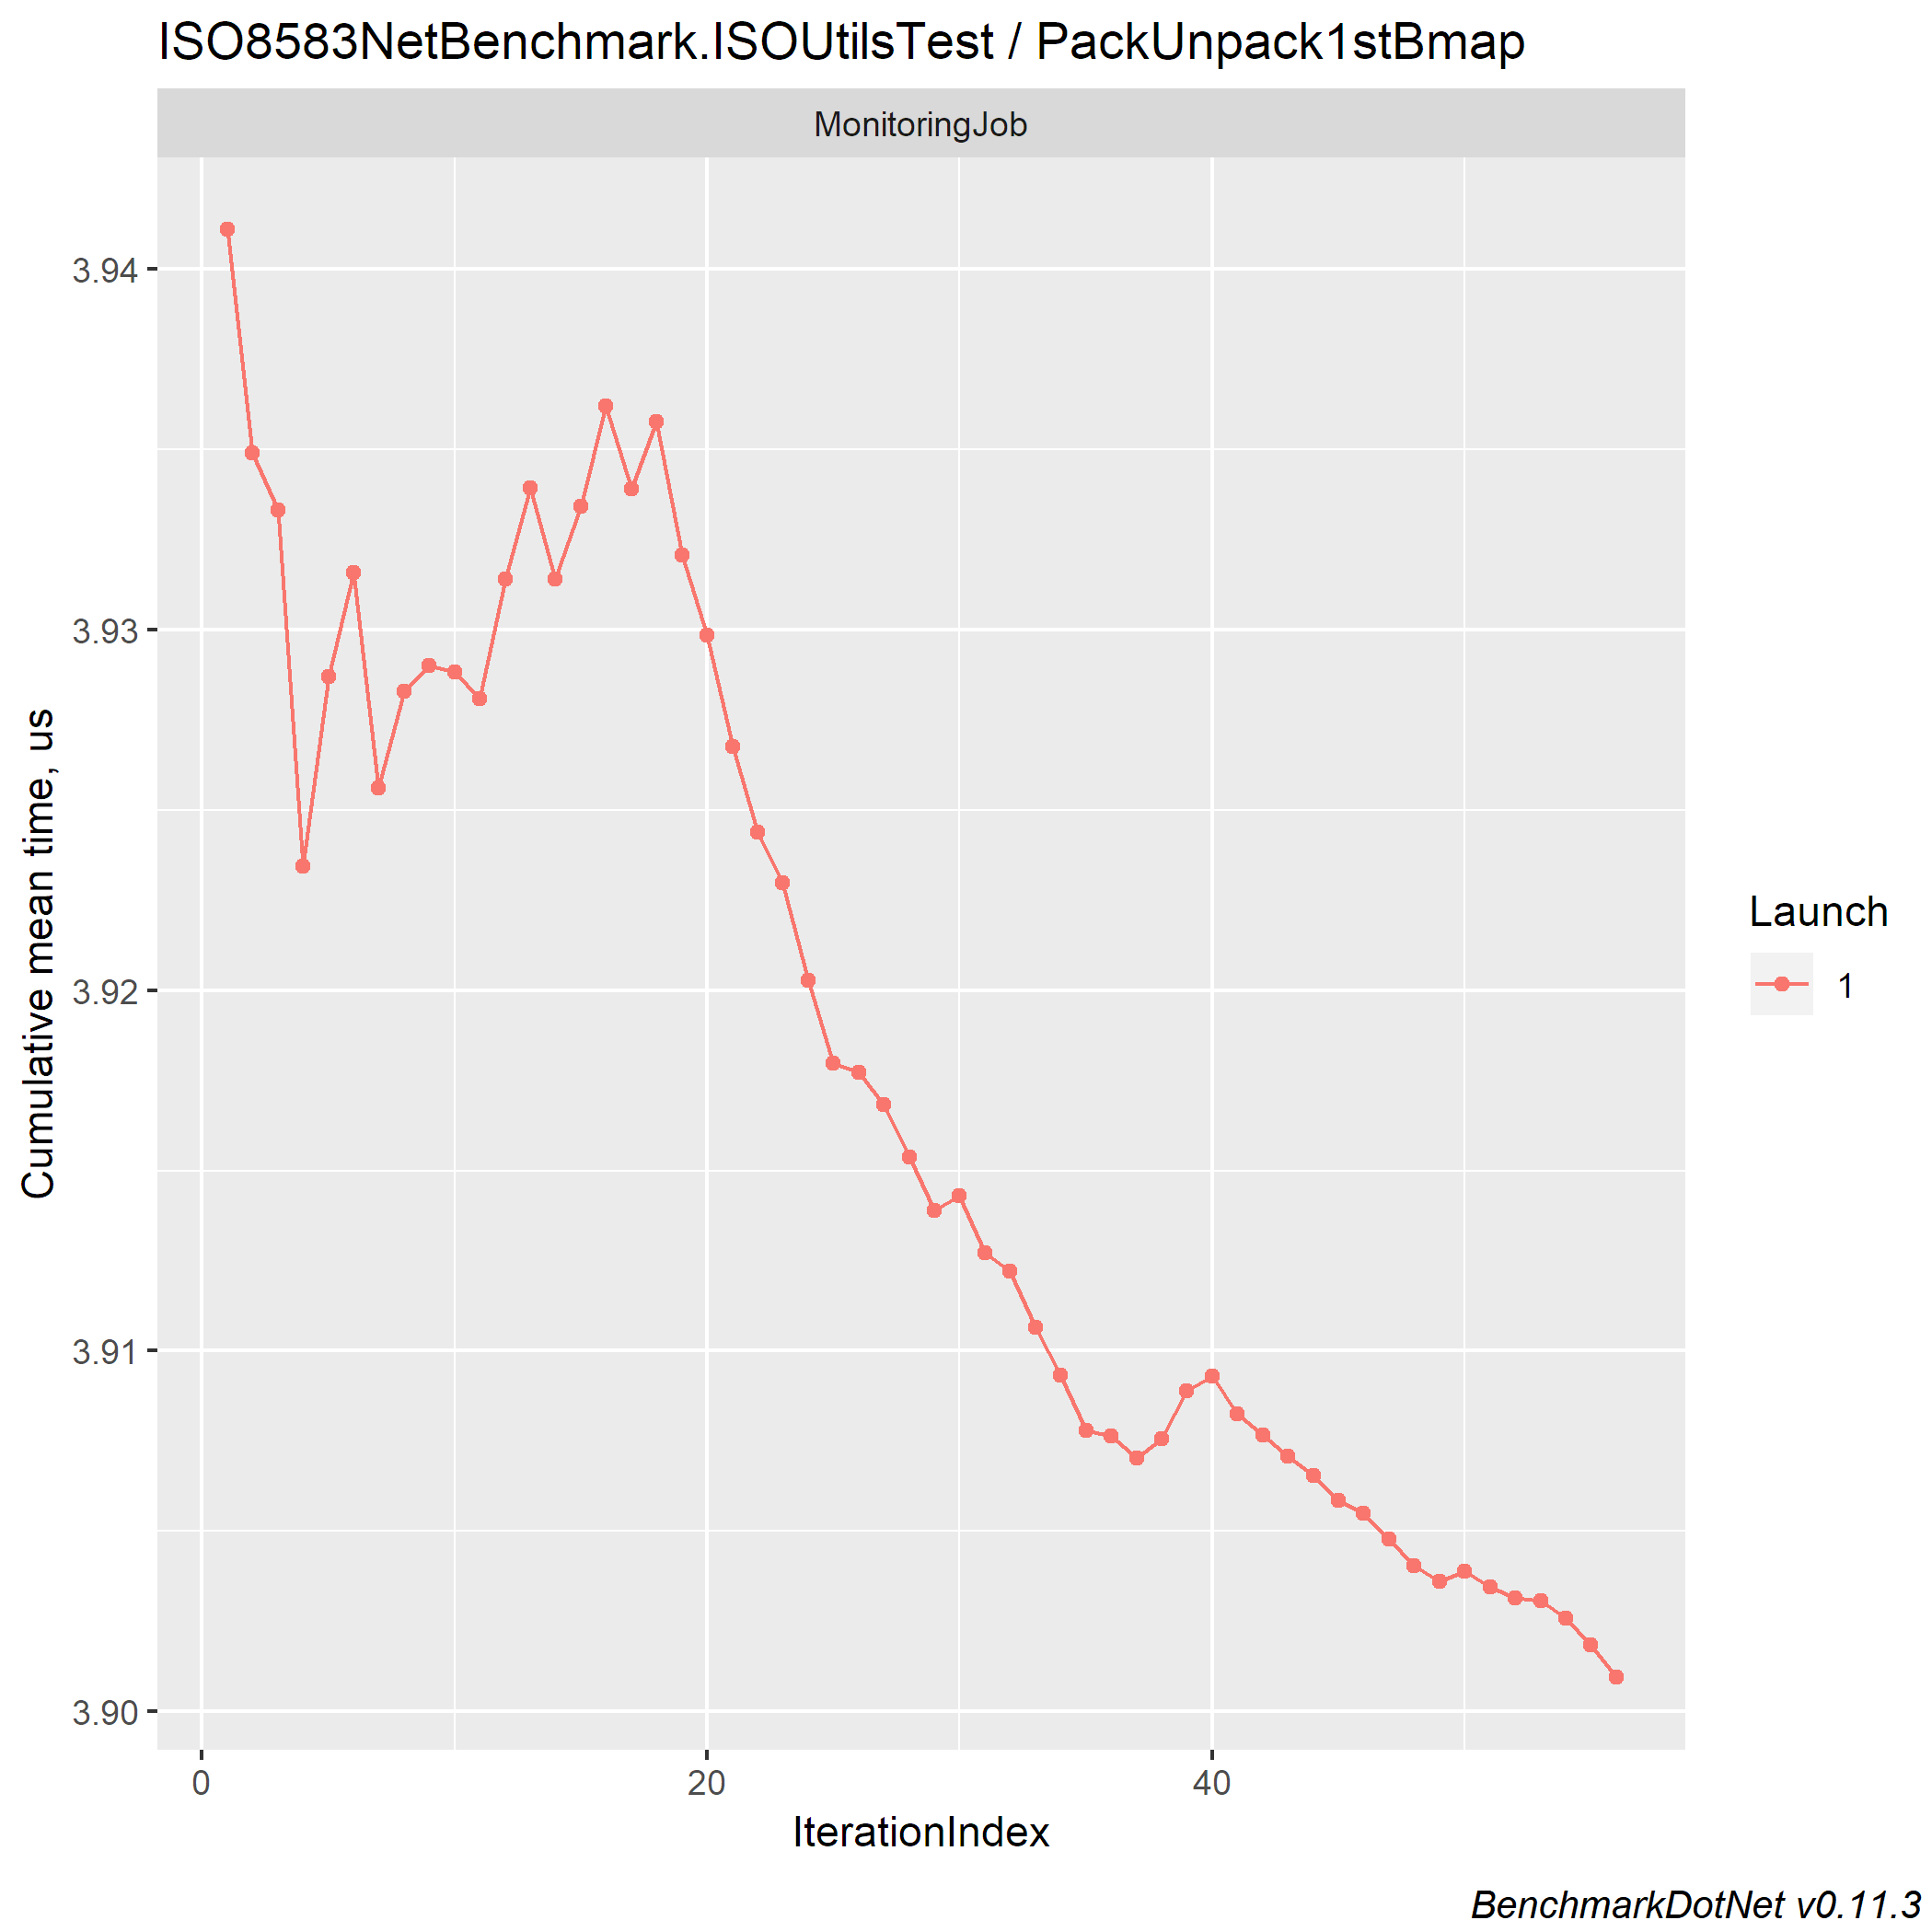 ISO8583NetBenchmark.ISOUtilsTest / PackUnpack1stBmap
MonitoringJob
3.94
3.93
3.92
3.91
3.90
Cumulative mean time, us
0 20 40
IterationIndex
Launch
1
BenchmarkDotNet v0.11.3